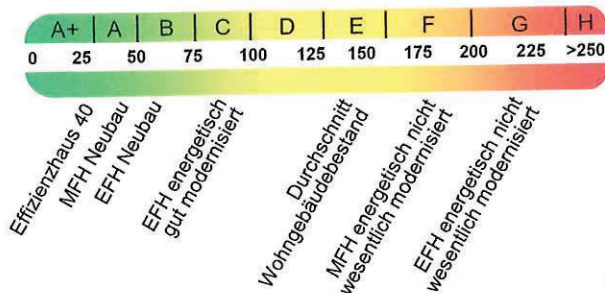 A+ A B C D E F G H
0 25 50 75 100 125 150 175 200 225 >250
Effizienzhaus 40
MFH Neubau
EFH Neubau
EFH energetisch
gut modernisiert
Durchschnitt
Wohngebäudebestand
MFH energetisch nicht
wesentlich modernisiert
EFH energetisch nicht
wesentlich modernisiert